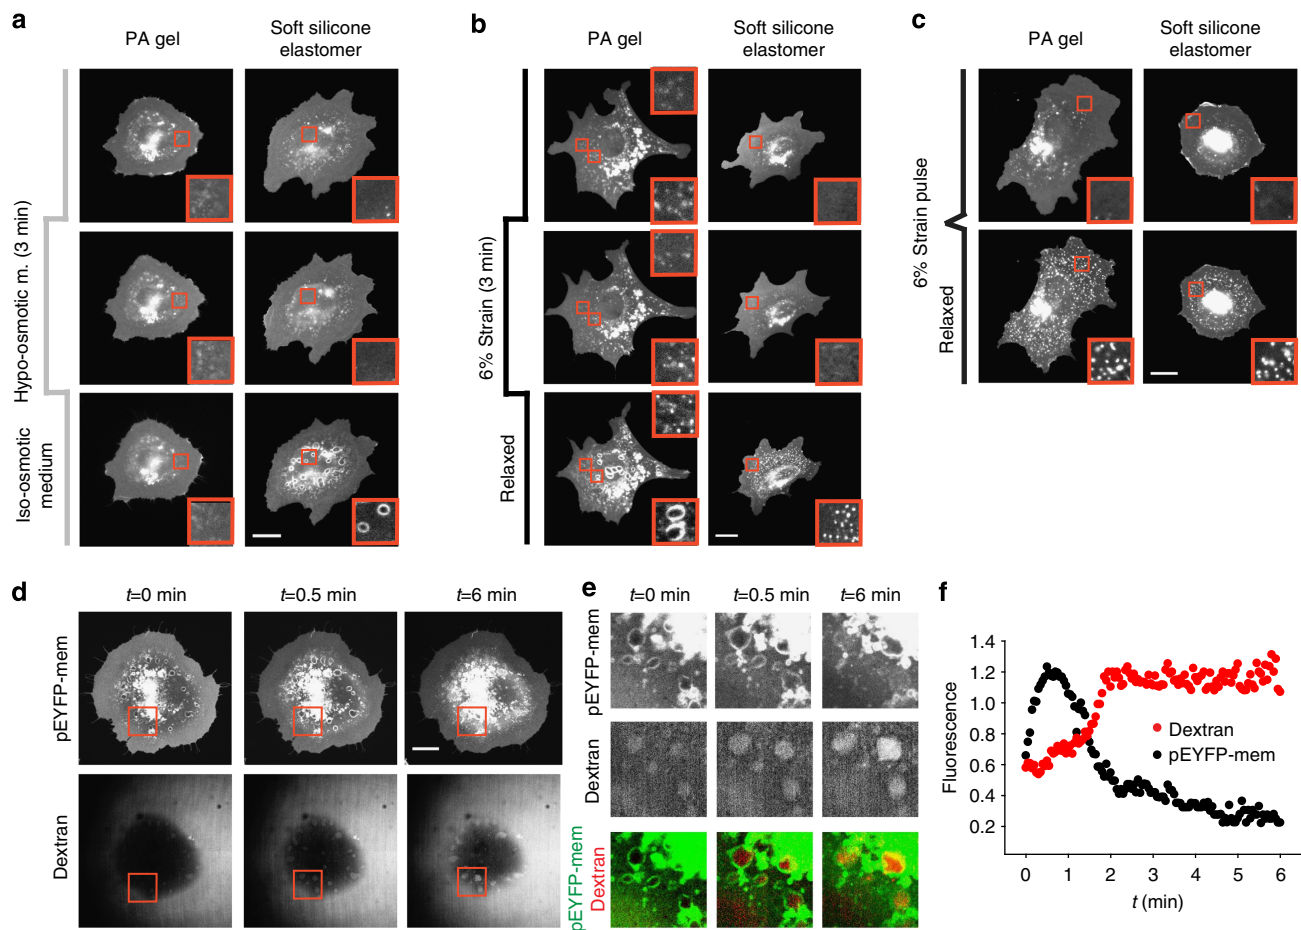 a
PA gel
Soft silicone
elastomer
Hypo-osmotic m. (3 min)
Iso-osmotic
medium
b
PA gel
Soft silicone
elastomer
6% Strain (3 min)
Relaxed
c
PA gel
Soft silicone
elastomer
6% Strain pulse
Relaxed
d
t=0 min
t=0.5 min
t=6 min
pEYFP-mem
Dextran
e
t=0 min
t=0.5 min
t=6 min
pEYFP-mem
Dextran
pEYFP-mem
Dextran
f
Fluorescence
1.4
1.2
1.0
0.8
0.6
0.4
0.2
Dextran
pEYFP-mem
0 1 2 3 4 5 6
t (min)